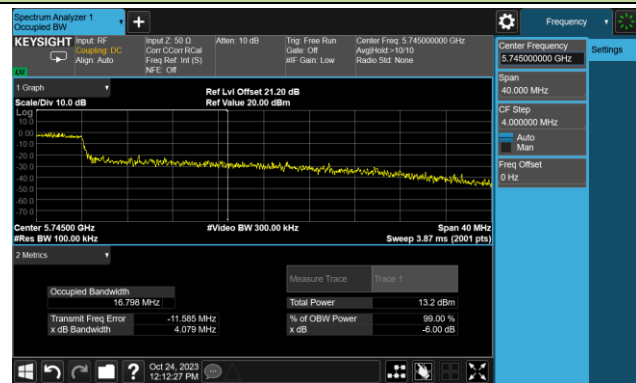 Spectrum Analyzer 1
Occupied BW
+
Frequency
KEYSIGHT
Input: RF
Coupling: DC
Align: Auto
Input Z: 50 Ω
Corr CCorr RCal
Freq Ref: Int (S)
NFE: Off
Atten: 10 dB
Trig: Free Run
Gate: Off
#IF Gain: Low
Center Freq: 5.745000000 GHz
Avg|Hold:>10/10
Radio Std: None
Center Frequency
5.745000000 GHz
Settings
Span
40.000 MHz
CF Step
4.000000 MHz
Auto
Man
Freq Offset
0 Hz
1 Graph
Scale/Div 10.0 dB
Ref Lvl Offset 21.20 dB
Ref Value 20.00 dBm
Log
10.0
0.00
-10.0
-20.0
-30.0
-40.0
-50.0
-60.0
-70.0
Center 5.74500 GHz
#Res BW 100.00 kHz
#Video BW 300.00 kHz
Span 40 MHz
Sweep 3.87 ms (2001 pts)
2 Metrics
Measure Trace
Trace 1
Occupied Bandwidth
16.798 MHz
Total Power
13.2 dBm
Transmit Freq Error
-11.585 MHz
% of OBW Power
99.00 %
x dB Bandwidth
4.079 MHz
x dB
-6.00 dB
?
Oct 24, 2023
12:12:27 PM